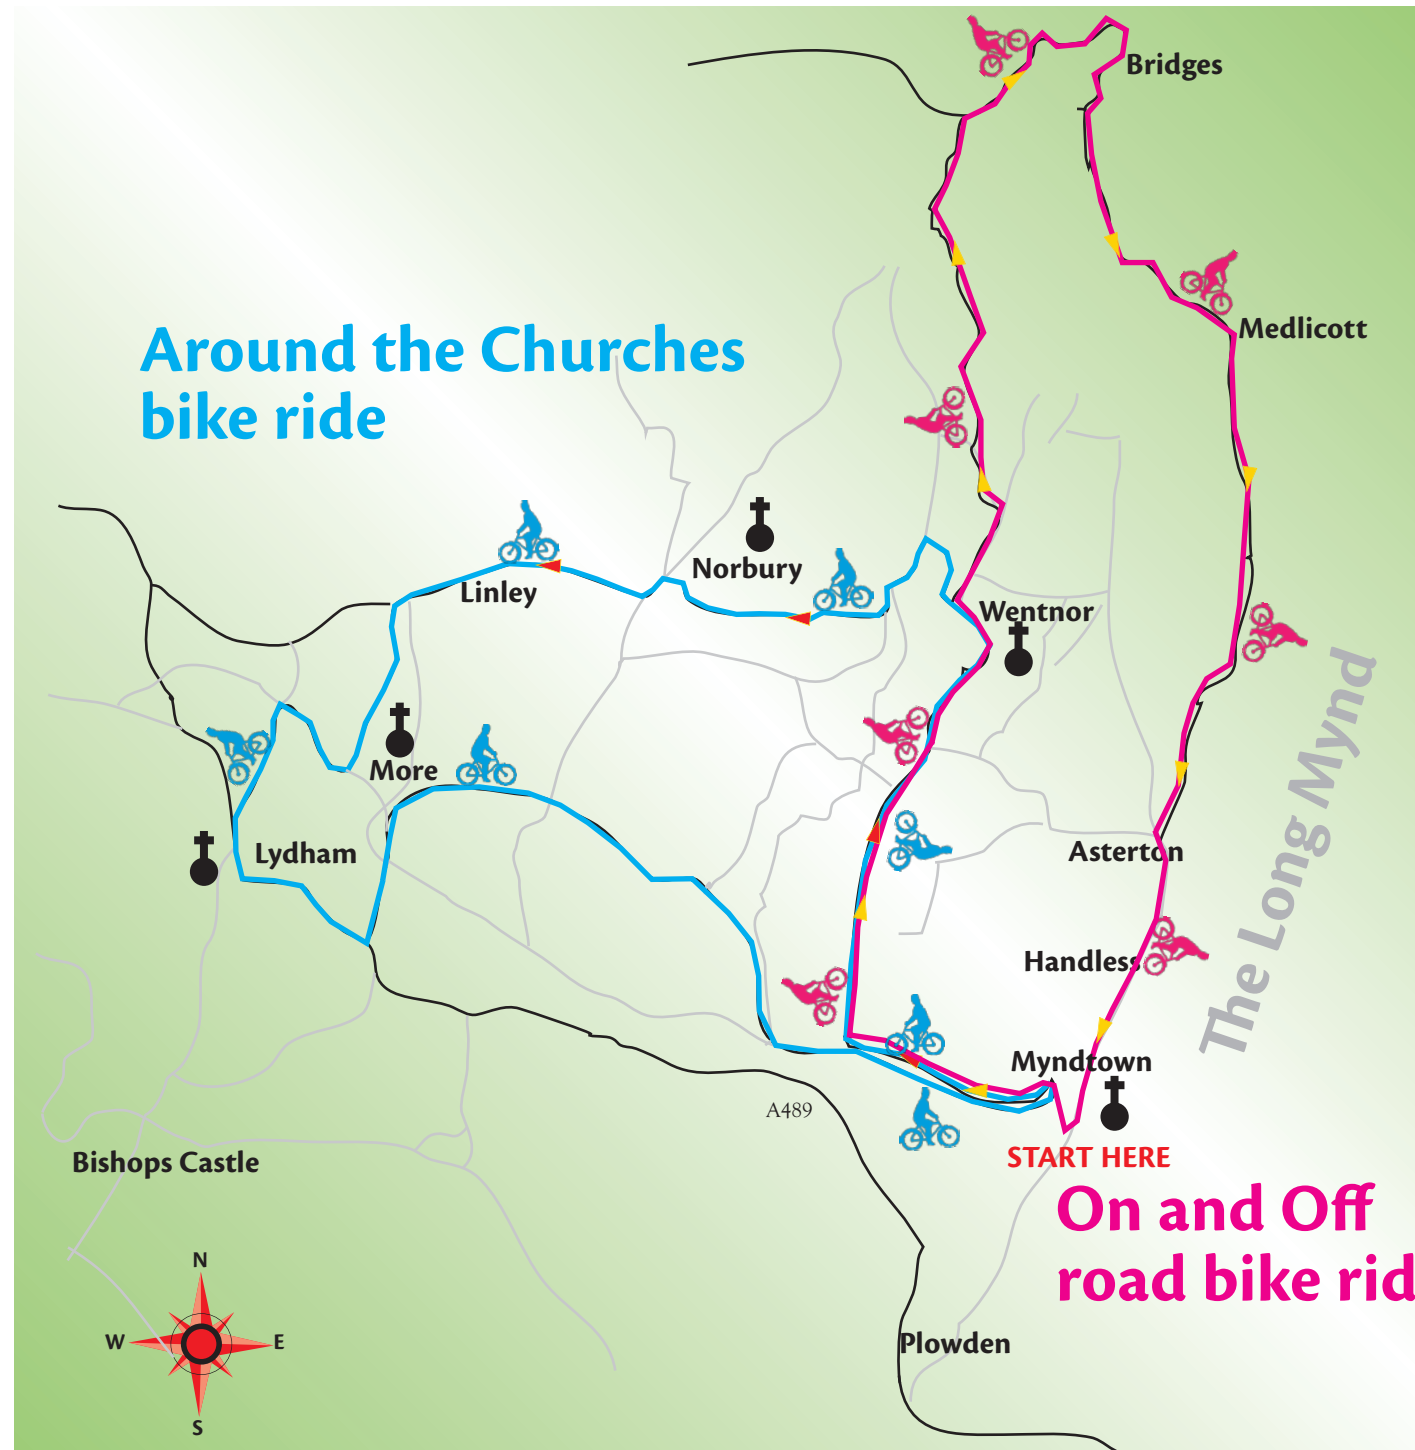 Bridges
Medlicott
Around the Churches
bike ride
Norbury
Linley
Wentnor
More
Lydham
Asterton
The Long Mynd
Handless
Myndtown
A489
START HERE
Bishops Castle
On and Off
road bike rid
Plowden
N
W
E
S